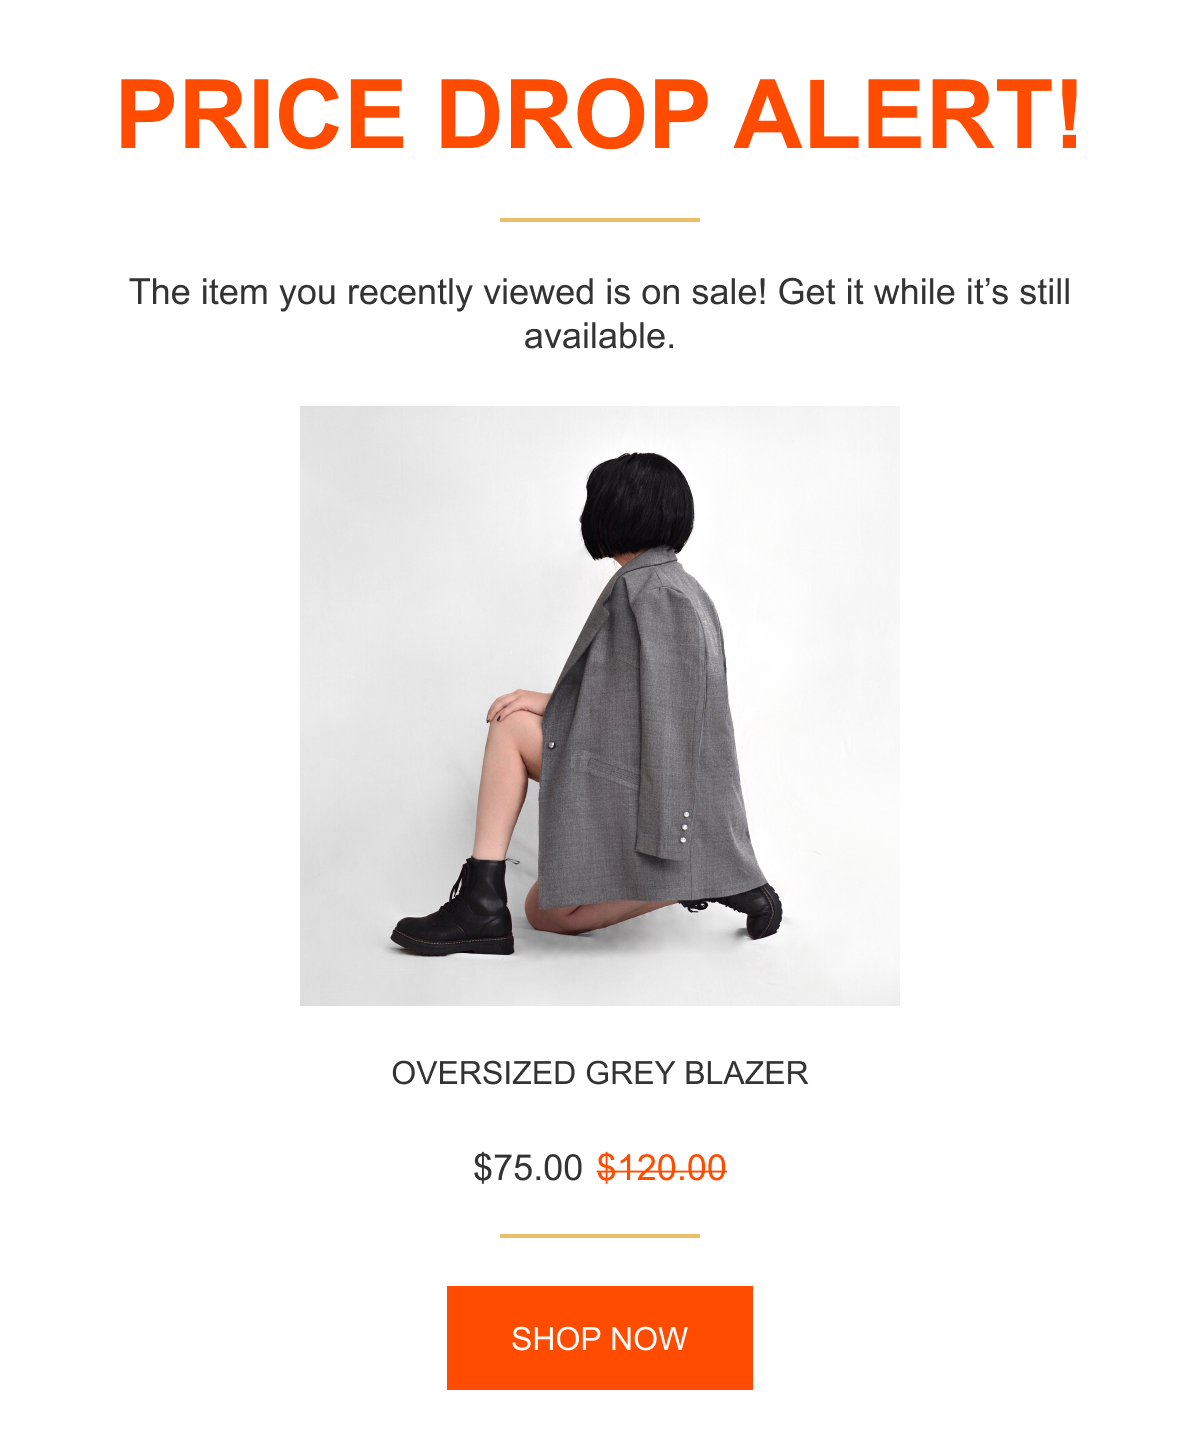 PRICE DROP ALERT!
The item you recently viewed is on sale! Get it while it’s still
available.
OVERSIZED GREY BLAZER
$75.00 $120.00
SHOP NOW